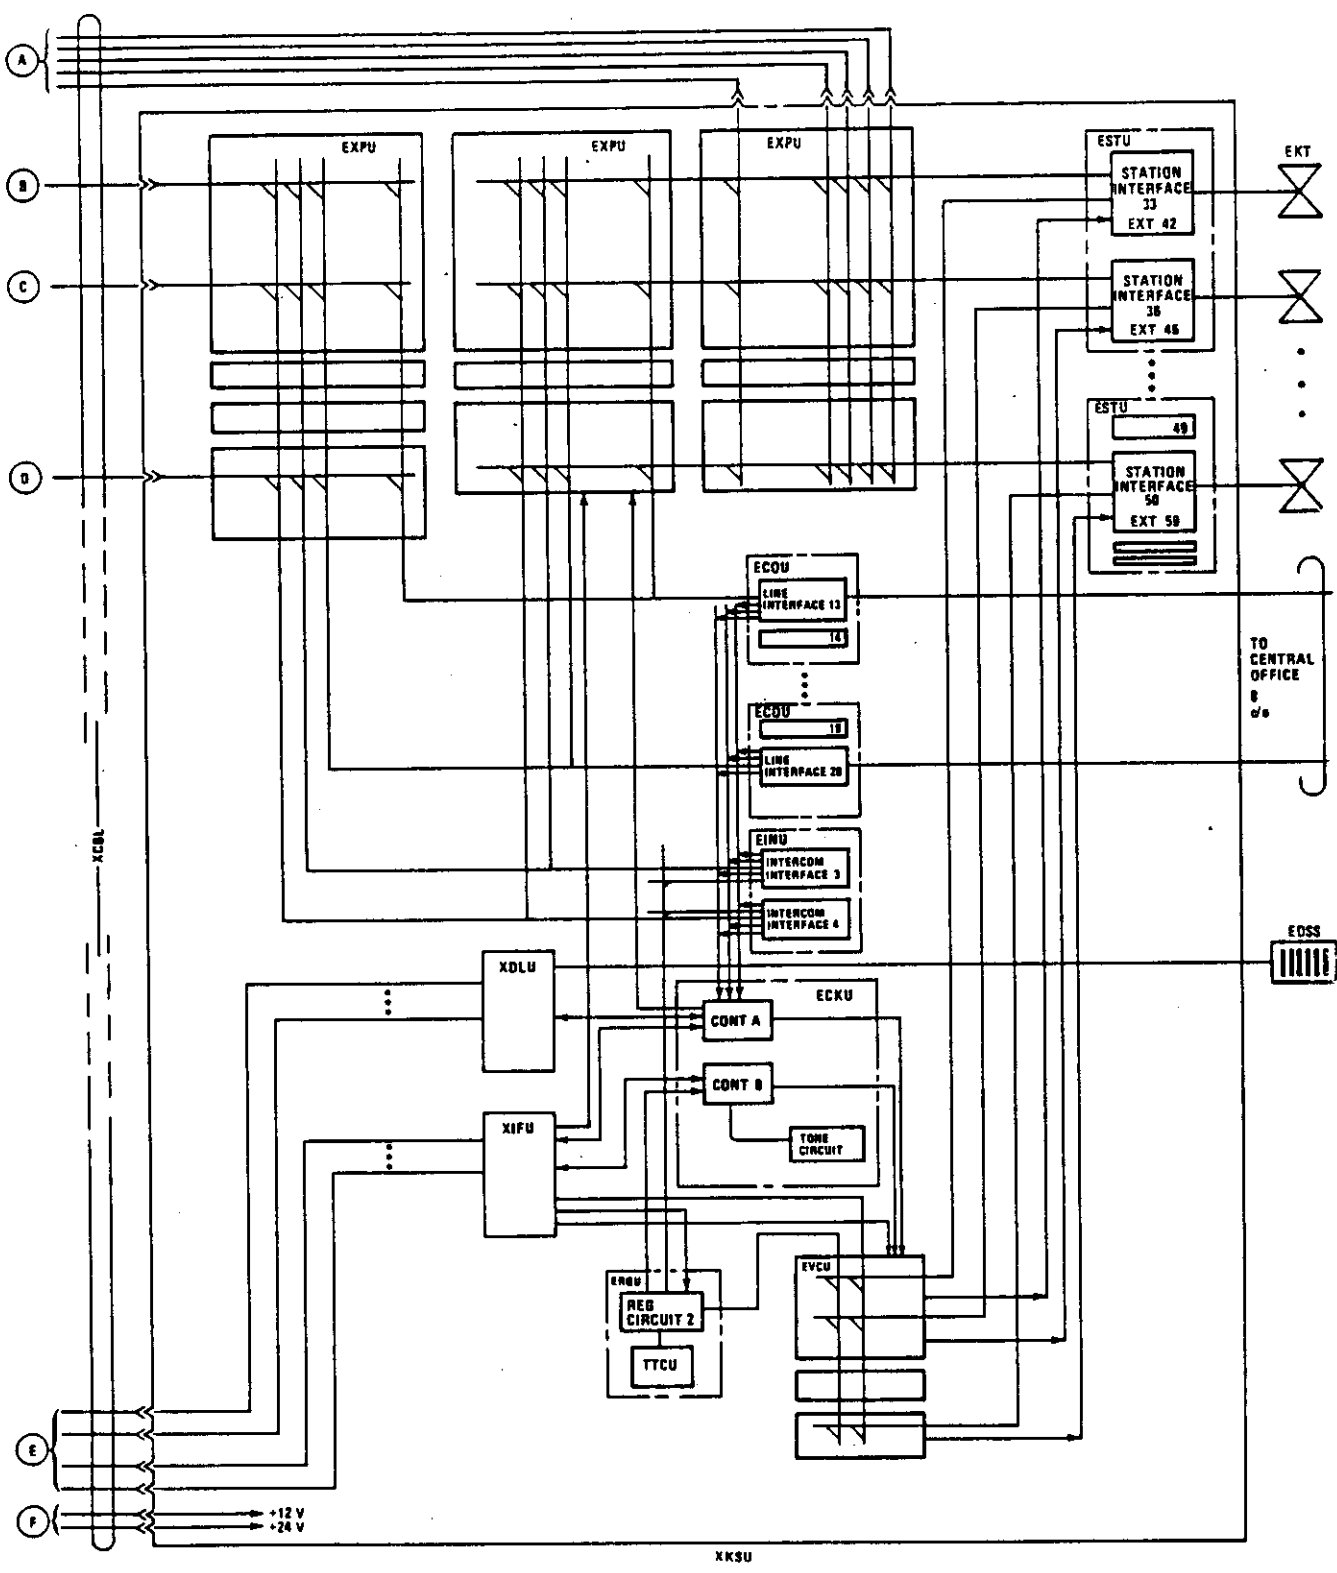 A
EXPU
EXPU
EXPU
ESTU
EKT
B
STATION
INTERFACE
33
EXT 42
C
STATION
INTERFACE
36
EXT 45
ESTU
49
D
STATION
INTERFACE
50
EXT 59
ECOU
LINE
INTERFACE 13
14
TO
CENTRAL
OFFICE
8
ECOU
19
LINE
INTERFACE 20
XCBL
EINU
INTERCOM
INTERFACE 3
INTERCOM
INTERFACE 4
EDSS
XDLU
ECKU
CONT A
CONT B
XIFU
TONE
CIRCUIT
EVCU
ERGU
REG
CIRCUIT 2
TTCU
E
F
+12 V
+24 V
XKSU